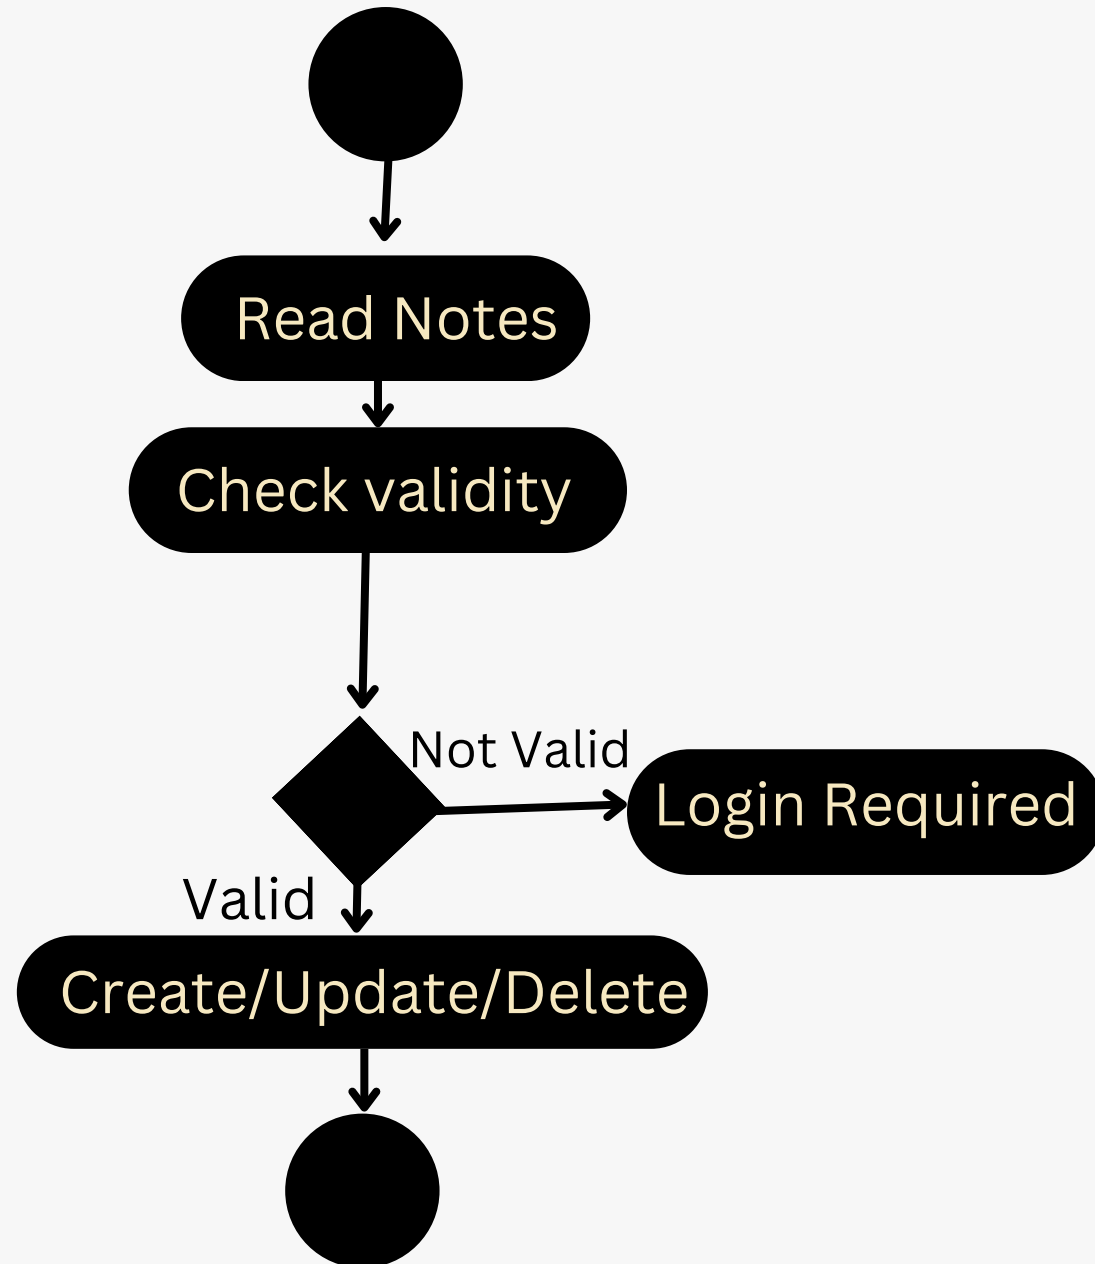 Read Notes
Check validity
Not Valid
Login Required
Valid
Create/Update/Delete